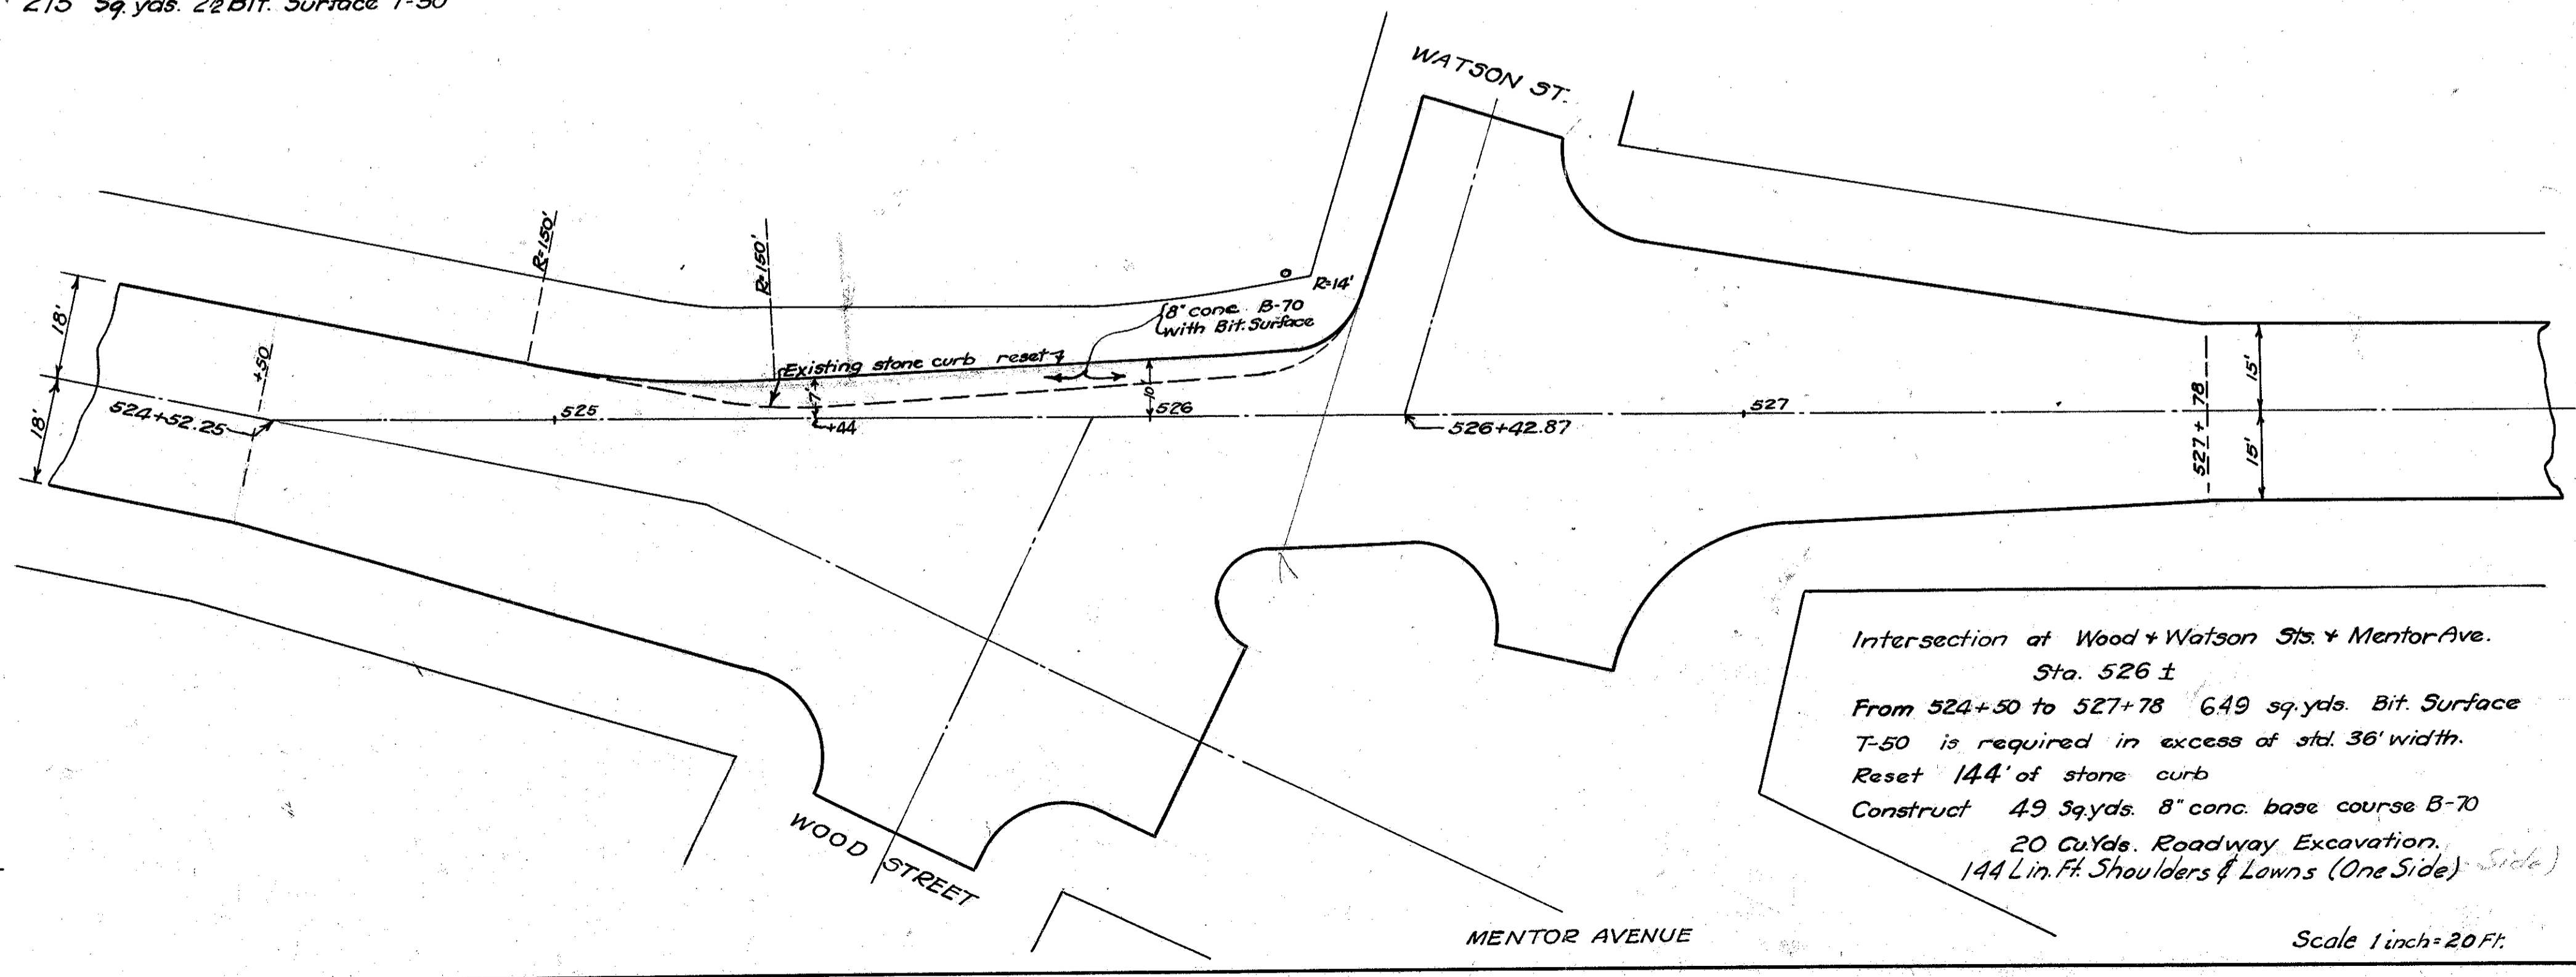 215 Sq. yds. 2½ Bit. Surface T-50
WATSON ST.
R=150'
R=150'
R=14'
{8" conc. B-70
with Bit. Surface
Existing stone curb reset
18'
18'
+50
524+52.25
525
7'
+44
10'
526
526+42.87
527
527+78
15'
15'
WOOD STREET
MENTOR AVENUE
Intersection at Wood & Watson Sts. & Mentor Ave.
Sta. 526 ±
From 524+50 to 527+78 649 sq.yds. Bit. Surface
T-50 is required in excess of std. 36' width.
Reset 144' of stone curb
Construct 49 Sq.yds. 8" conc. base course B-70
20 Cu.Yds. Roadway Excavation.
144 Lin. Ft. Shoulders & Lawns (One Side) Side)
Scale 1 inch = 20 Ft.